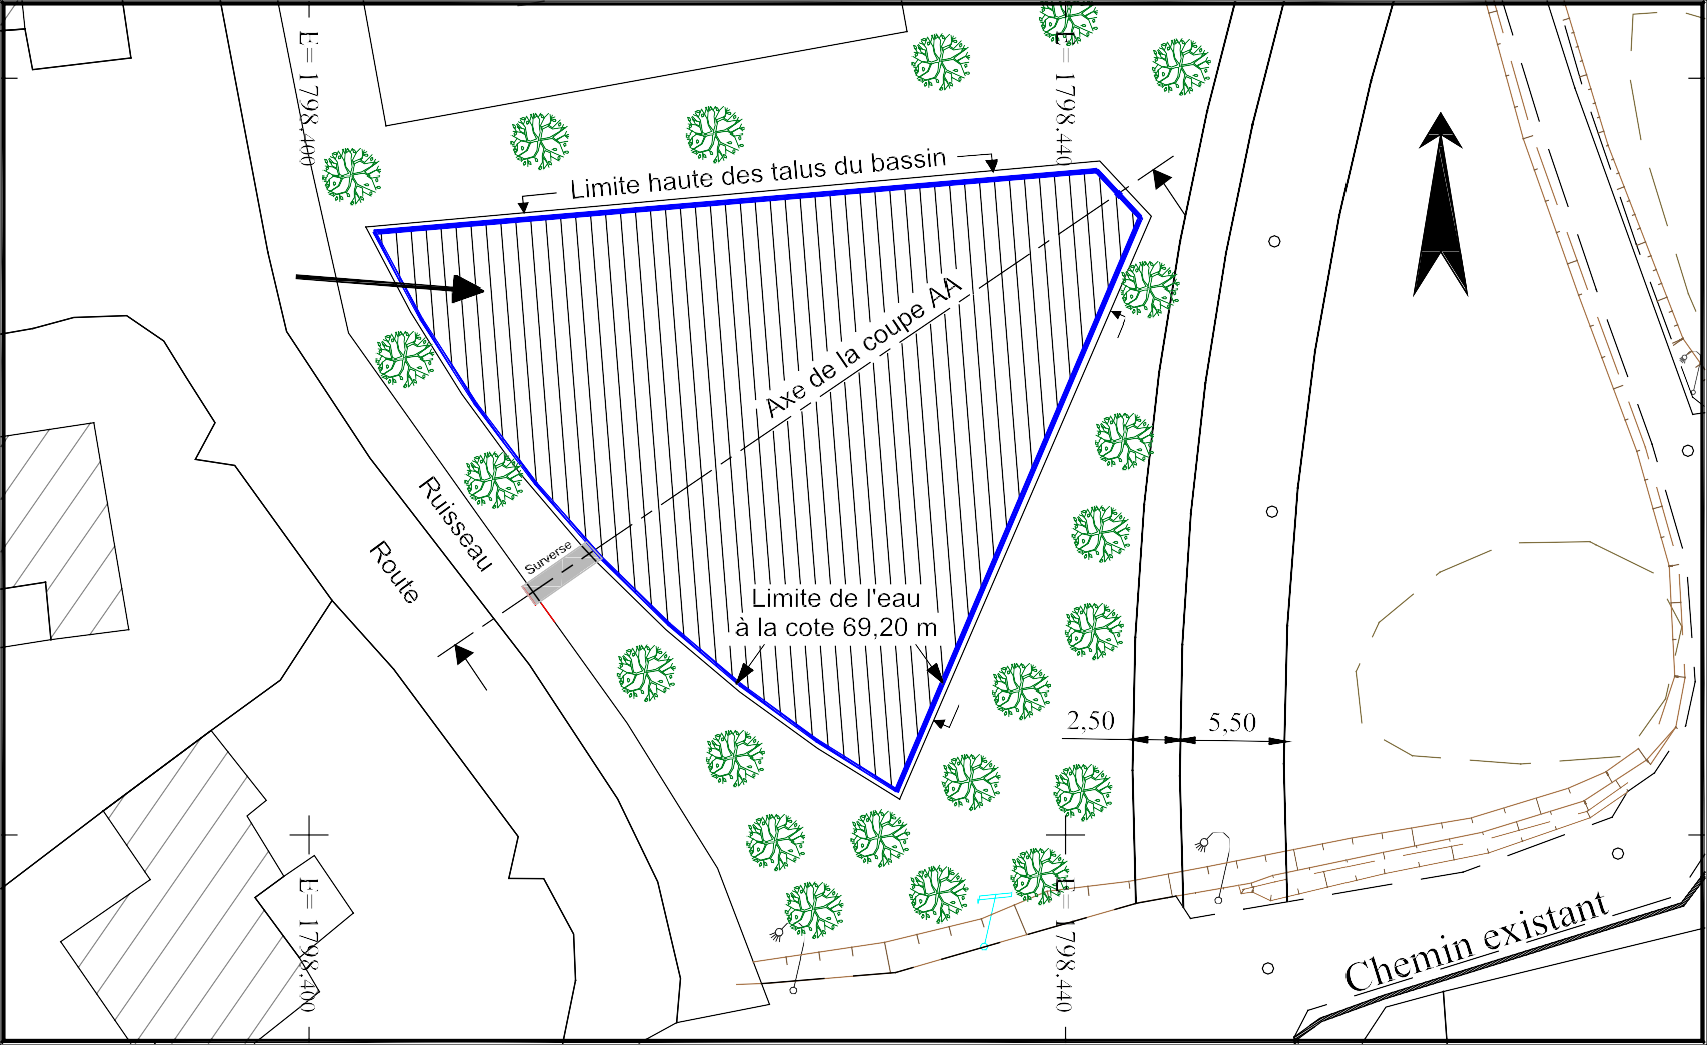 E= 1798.400
E= 1798.440
Limite haute des talus du bassin
Axe de la coupe AA
Ruisseau
Route
Surverse
Limite de l'eau
à la cote 69,20 m
2,50
5,50
E= 1798.400
E= 1798.440
Chemin existant